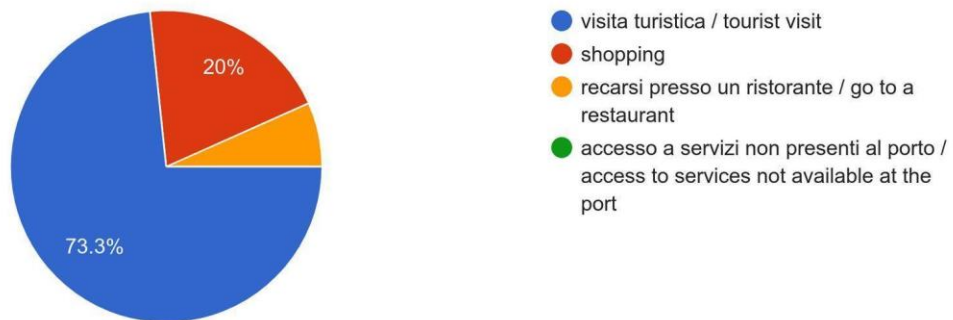 visita turistica / tourist visit
shopping
recarsi presso un ristorante / go to a
restaurant
accesso a servizi non presenti al porto /
access to services not available at the
port
20%
73.3%